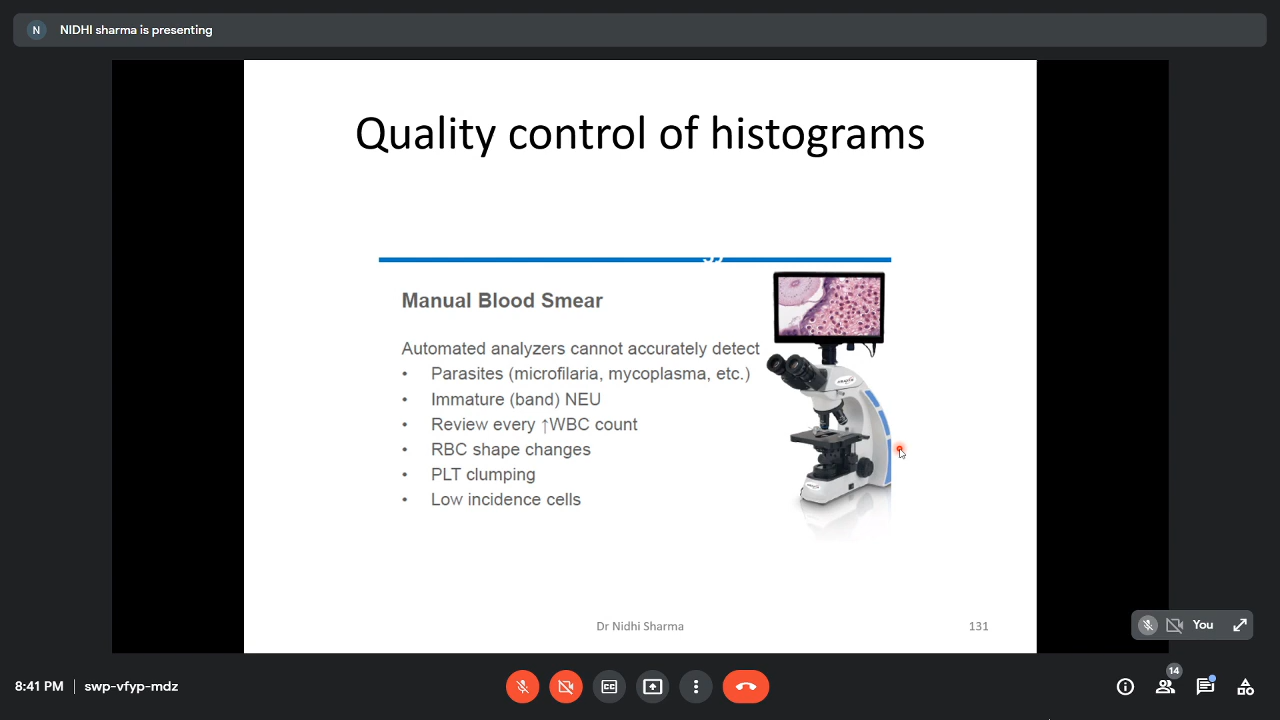 N NIDHI sharma is presenting
Quality control of histograms
Manual Blood Smear
Automated analyzers cannot accurately detect
• Parasites (microfilaria, mycoplasma, etc.)
• Immature (band) NEU
• Review every ↑WBC count
• RBC shape changes
• PLT clumping
• Low incidence cells
Dr Nidhi Sharma 131
You
8:41 PM | swp-vfyp-mdz
CC
14